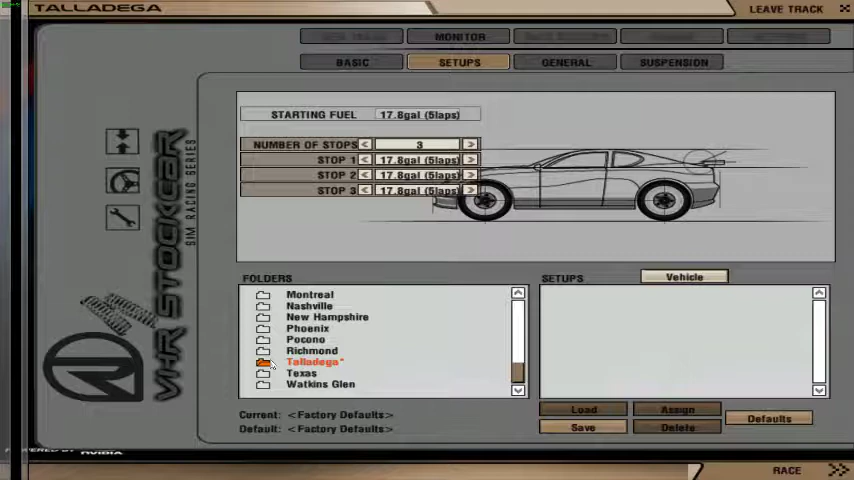 TALLADEGA
LEAVE TRACK
MONITOR
BASIC
SETUPS
GENERAL
SUSPENSION
STARTING FUEL 17.8gal (5laps)
NUMBER OF STOPS < 3 >
STOP 1 < 17.8gal (5laps) >
STOP 2 < 17.8gal (5laps) >
STOP 3 < 17.8gal (5laps) >
VHR STOCKCAR
SIM RACING SERIES
FOLDERS
Montreal
Nashville
New Hampshire
Phoenix
Pocono
Richmond
Talladega*
Texas
Watkins Glen
SETUPS
Vehicle
Current: <Factory Defaults>
Default: <Factory Defaults>
Load
Assign
Save
Delete
Defaults
POWERED BY NVIDIA
RACE >>